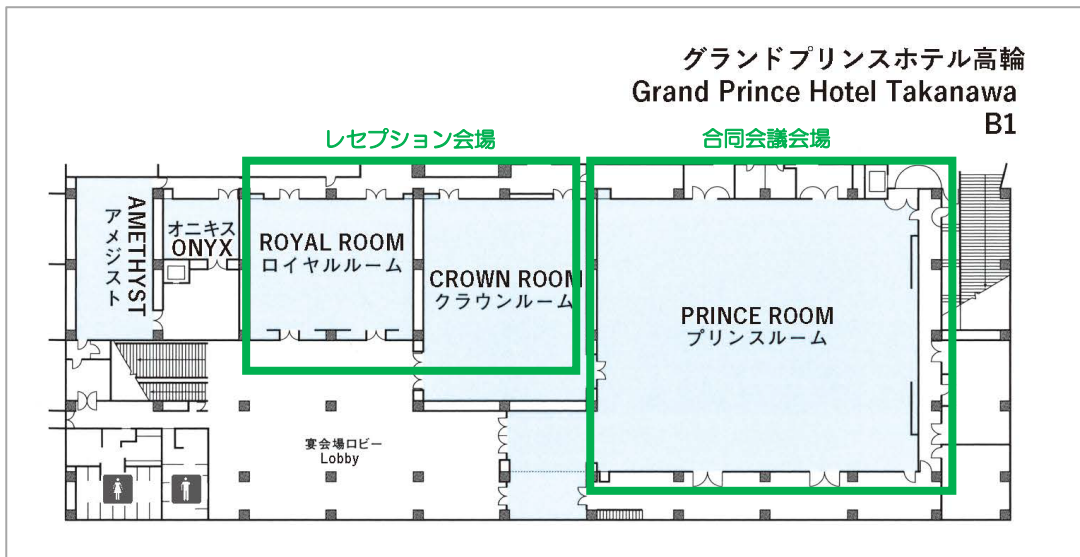 グランドプリンスホテル高輪
Grand Prince Hotel Takanawa
B1
レセプション会場
合同会議会場
AMETHYST
アメジスト
オニキス
ONYX
ROYAL ROOM
ロイヤルルーム
CROWN ROOM
クラウンルーム
PRINCE ROOM
プリンスルーム
宴会場ロビー
Lobby